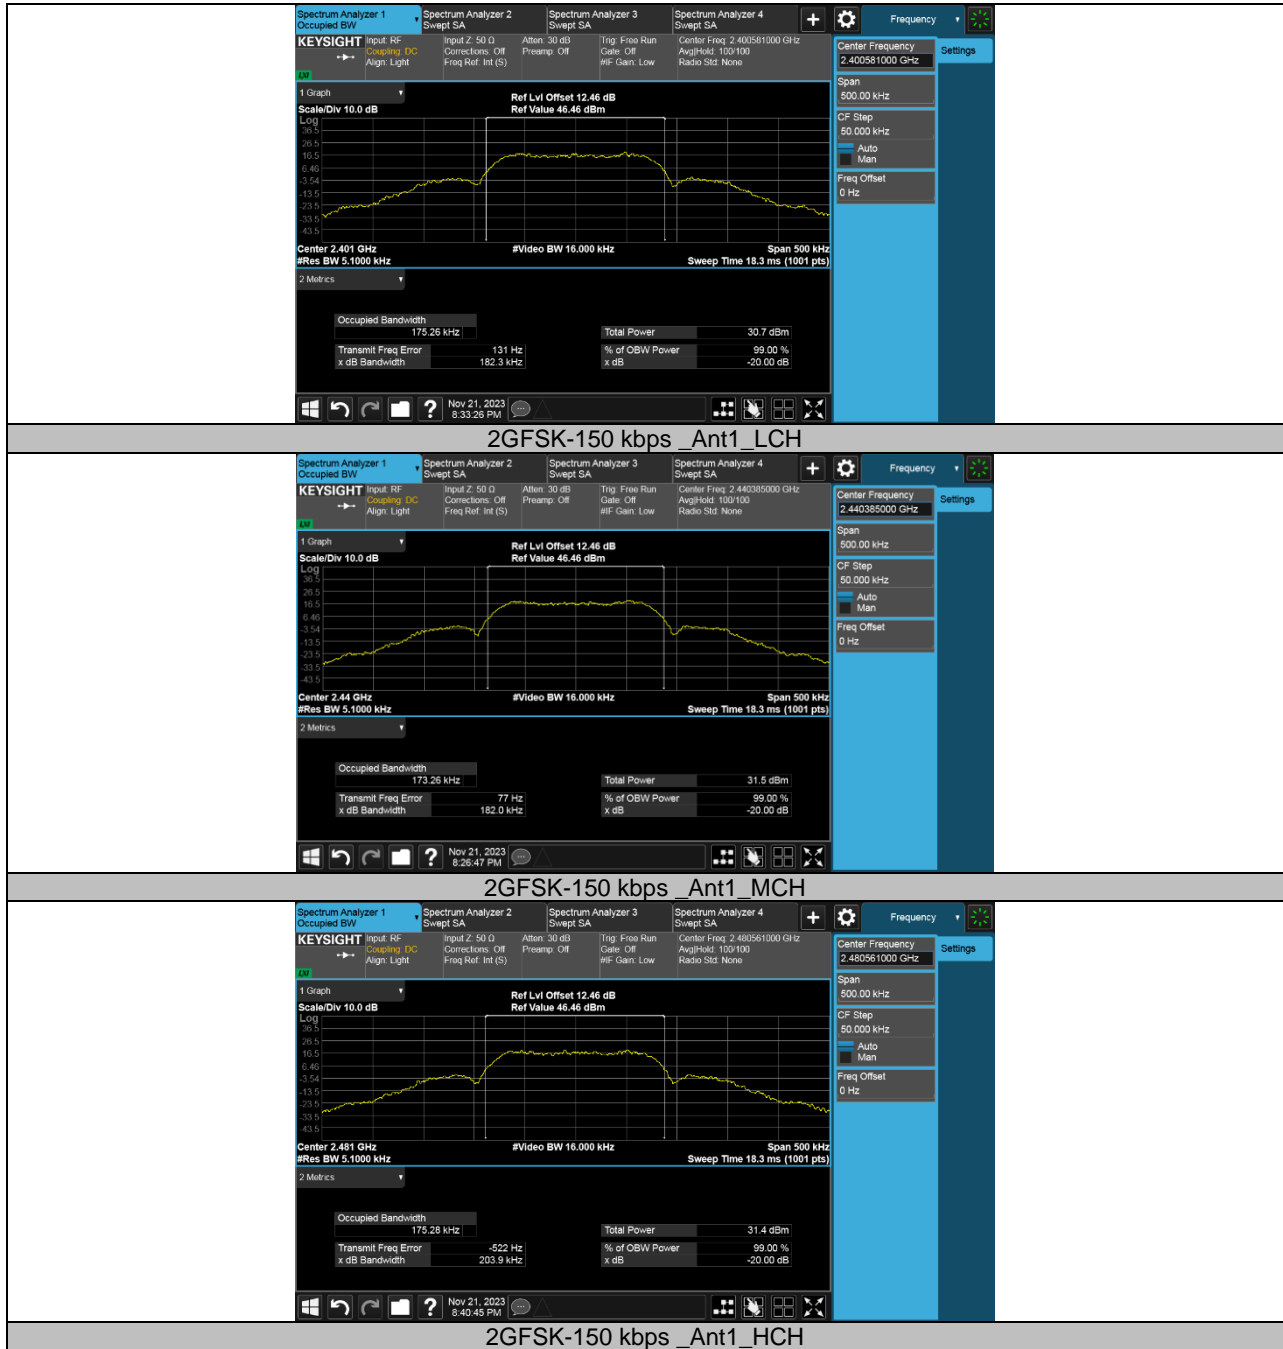 Spectrum Analyzer 1
Occupied BW
Spectrum Analyzer 2
Swept SA
Spectrum Analyzer 3
Swept SA
Spectrum Analyzer 4
Swept SA
+
Frequency
KEYSIGHT
Input: RF
Coupling: DC
Align: Light
Input Z: 50 Ω
Corrections: Off
Freq Ref: Int (S)
Atten: 30 dB
Preamp: Off
Trig: Free Run
Gate: Off
#IF Gain: Low
Center Freq: 2.400581000 GHz
Avg|Hold: 100/100
Radio Std: None
LXI
Center Frequency
2.400581000 GHz
Settings
Span
500.00 kHz
CF Step
50.000 kHz
Auto
Man
Freq Offset
0 Hz
1 Graph
Scale/Div 10.0 dB
Ref Lvl Offset 12.46 dB
Ref Value 46.46 dBm
Log
36.5
26.5
16.5
6.46
-3.54
-13.5
-23.5
-33.5
-43.5
Center 2.401 GHz
#Res BW 5.1000 kHz
#Video BW 16.000 kHz
Span 500 kHz
Sweep Time 18.3 ms (1001 pts)
2 Metrics
Occupied Bandwidth
175.26 kHz
Total Power 30.7 dBm
Transmit Freq Error 131 Hz
% of OBW Power 99.00 %
x dB Bandwidth 182.3 kHz
x dB -20.00 dB
?
Nov 21, 2023
8:33:26 PM
2GFSK-150 kbps _Ant1_LCH
Spectrum Analyzer 1
Occupied BW
Spectrum Analyzer 2
Swept SA
Spectrum Analyzer 3
Swept SA
Spectrum Analyzer 4
Swept SA
+
Frequency
KEYSIGHT
Input: RF
Coupling: DC
Align: Light
Input Z: 50 Ω
Corrections: Off
Freq Ref: Int (S)
Atten: 30 dB
Preamp: Off
Trig: Free Run
Gate: Off
#IF Gain: Low
Center Freq: 2.440385000 GHz
Avg|Hold: 100/100
Radio Std: None
LXI
Center Frequency
2.440385000 GHz
Settings
Span
500.00 kHz
CF Step
50.000 kHz
Auto
Man
Freq Offset
0 Hz
1 Graph
Scale/Div 10.0 dB
Ref Lvl Offset 12.46 dB
Ref Value 46.46 dBm
Log
36.5
26.5
16.5
6.46
-3.54
-13.5
-23.5
-33.5
-43.5
Center 2.44 GHz
#Res BW 5.1000 kHz
#Video BW 16.000 kHz
Span 500 kHz
Sweep Time 18.3 ms (1001 pts)
2 Metrics
Occupied Bandwidth
173.26 kHz
Total Power 31.5 dBm
Transmit Freq Error 77 Hz
% of OBW Power 99.00 %
x dB Bandwidth 182.0 kHz
x dB -20.00 dB
?
Nov 21, 2023
8:26:47 PM
2GFSK-150 kbps _Ant1_MCH
Spectrum Analyzer 1
Occupied BW
Spectrum Analyzer 2
Swept SA
Spectrum Analyzer 3
Swept SA
Spectrum Analyzer 4
Swept SA
+
Frequency
KEYSIGHT
Input: RF
Coupling: DC
Align: Light
Input Z: 50 Ω
Corrections: Off
Freq Ref: Int (S)
Atten: 30 dB
Preamp: Off
Trig: Free Run
Gate: Off
#IF Gain: Low
Center Freq: 2.480561000 GHz
Avg|Hold: 100/100
Radio Std: None
LXI
Center Frequency
2.480561000 GHz
Settings
Span
500.00 kHz
CF Step
50.000 kHz
Auto
Man
Freq Offset
0 Hz
1 Graph
Scale/Div 10.0 dB
Ref Lvl Offset 12.46 dB
Ref Value 46.46 dBm
Log
36.5
26.5
16.5
6.46
-3.54
-13.5
-23.5
-33.5
-43.5
Center 2.481 GHz
#Res BW 5.1000 kHz
#Video BW 16.000 kHz
Span 500 kHz
Sweep Time 18.3 ms (1001 pts)
2 Metrics
Occupied Bandwidth
175.28 kHz
Total Power 31.4 dBm
Transmit Freq Error -522 Hz
% of OBW Power 99.00 %
x dB Bandwidth 203.9 kHz
x dB -20.00 dB
?
Nov 21, 2023
8:40:45 PM
2GFSK-150 kbps _Ant1_HCH